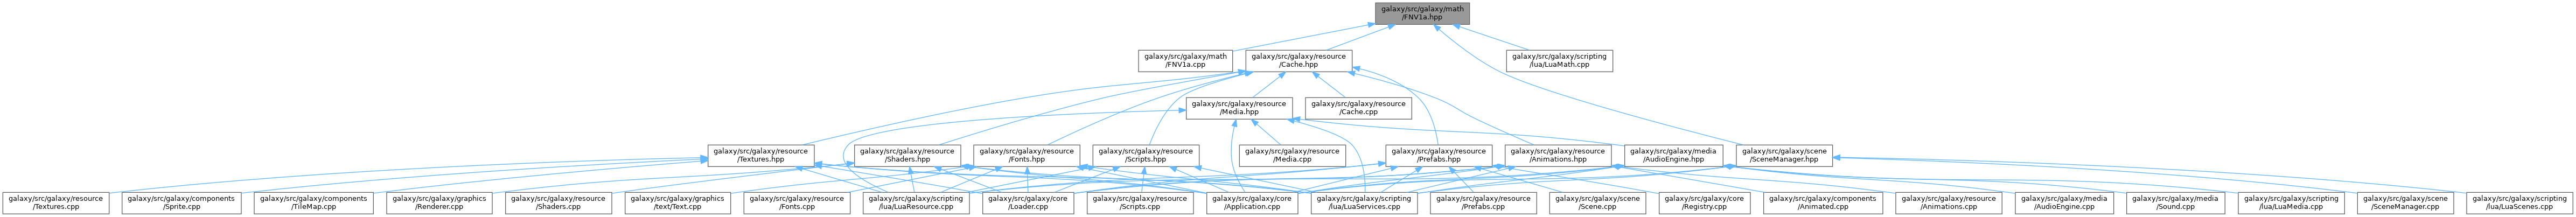 galaxy/src/galaxy/math
/FNV1a.hpp
galaxy/src/galaxy/math
/FNV1a.cpp
galaxy/src/galaxy/resource
/Cache.hpp
galaxy/src/galaxy/scripting
/lua/LuaMath.cpp
galaxy/src/galaxy/resource
/Media.hpp
galaxy/src/galaxy/resource
/Cache.cpp
galaxy/src/galaxy/resource
/Textures.hpp
galaxy/src/galaxy/resource
/Shaders.hpp
galaxy/src/galaxy/resource
/Fonts.hpp
galaxy/src/galaxy/resource
/Scripts.hpp
galaxy/src/galaxy/resource
/Media.cpp
galaxy/src/galaxy/resource
/Prefabs.hpp
galaxy/src/galaxy/resource
/Animations.hpp
galaxy/src/galaxy/media
/AudioEngine.hpp
galaxy/src/galaxy/scene
/SceneManager.hpp
galaxy/src/galaxy/resource
/Textures.cpp
galaxy/src/galaxy/components
/Sprite.cpp
galaxy/src/galaxy/components
/TileMap.cpp
galaxy/src/galaxy/graphics
/Renderer.cpp
galaxy/src/galaxy/resource
/Shaders.cpp
galaxy/src/galaxy/graphics
/text/Text.cpp
galaxy/src/galaxy/resource
/Fonts.cpp
galaxy/src/galaxy/scripting
/lua/LuaResource.cpp
galaxy/src/galaxy/core
/Loader.cpp
galaxy/src/galaxy/resource
/Scripts.cpp
galaxy/src/galaxy/core
/Application.cpp
galaxy/src/galaxy/scripting
/lua/LuaServices.cpp
galaxy/src/galaxy/resource
/Prefabs.cpp
galaxy/src/galaxy/scene
/Scene.cpp
galaxy/src/galaxy/core
/Registry.cpp
galaxy/src/galaxy/components
/Animated.cpp
galaxy/src/galaxy/resource
/Animations.cpp
galaxy/src/galaxy/media
/AudioEngine.cpp
galaxy/src/galaxy/media
/Sound.cpp
galaxy/src/galaxy/scripting
/lua/LuaMedia.cpp
galaxy/src/galaxy/scene
/SceneManager.cpp
galaxy/src/galaxy/scripting
/lua/LuaScenes.cpp